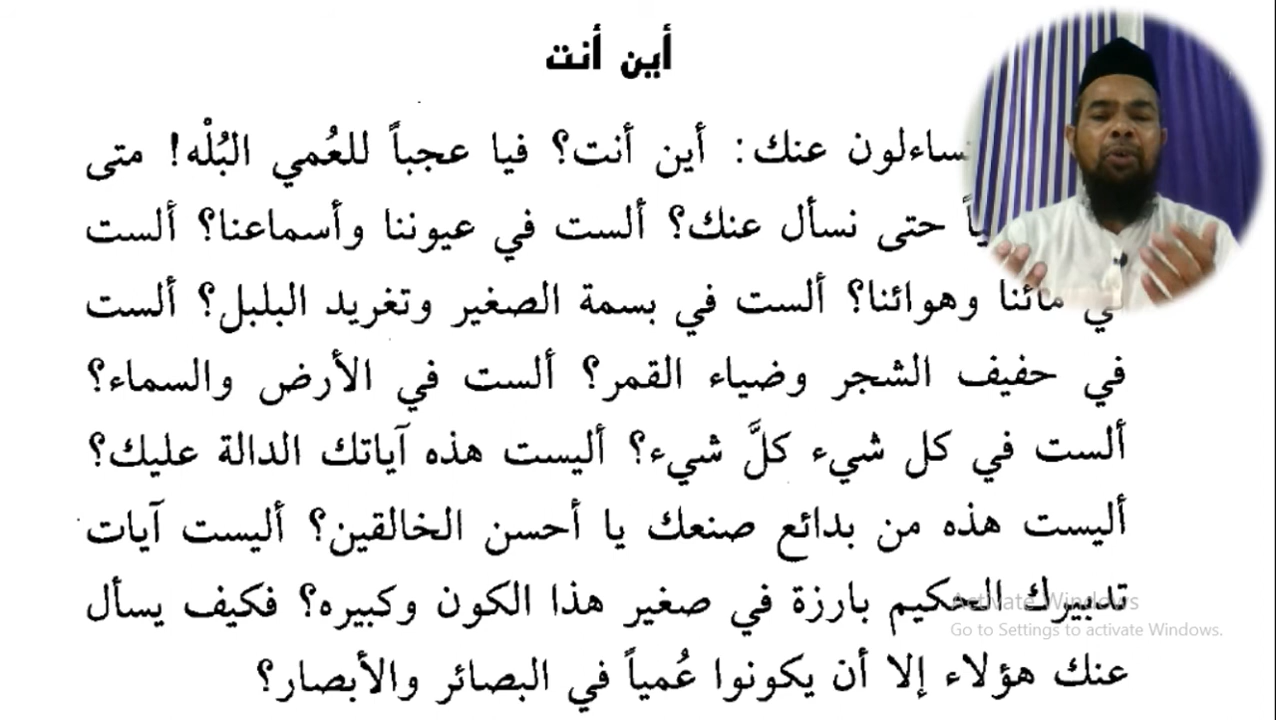 أين أنت
عنك: أين أنت؟ فيا عجباً للعُمي البُلْه! متى
حتى نسأل عنك؟ ألست في عيوننا وأسماعنا؟ ألست
في مائنا وهوائنا؟ ألست في بسمة الصغير وتغريد البلبل؟ ألست
في حفيف الشجر وضياء القمر؟ ألست في الأرض والسماء؟
ألست في كل شيء كلَّ شيء؟ أليست هذه آياتك الدالة عليك؟
أليست هذه من بدائع صنعك يا أحسن الخالقين؟ أليست آيات
تدبيرك الحكيم بارزة في صغير هذا الكون وكبيره؟ فكيف يسأل
عنك هؤلاء إلا أن يكونوا عُمياً في البصائر والأبصار؟
Activate Windows
Go to Settings to activate Windows.